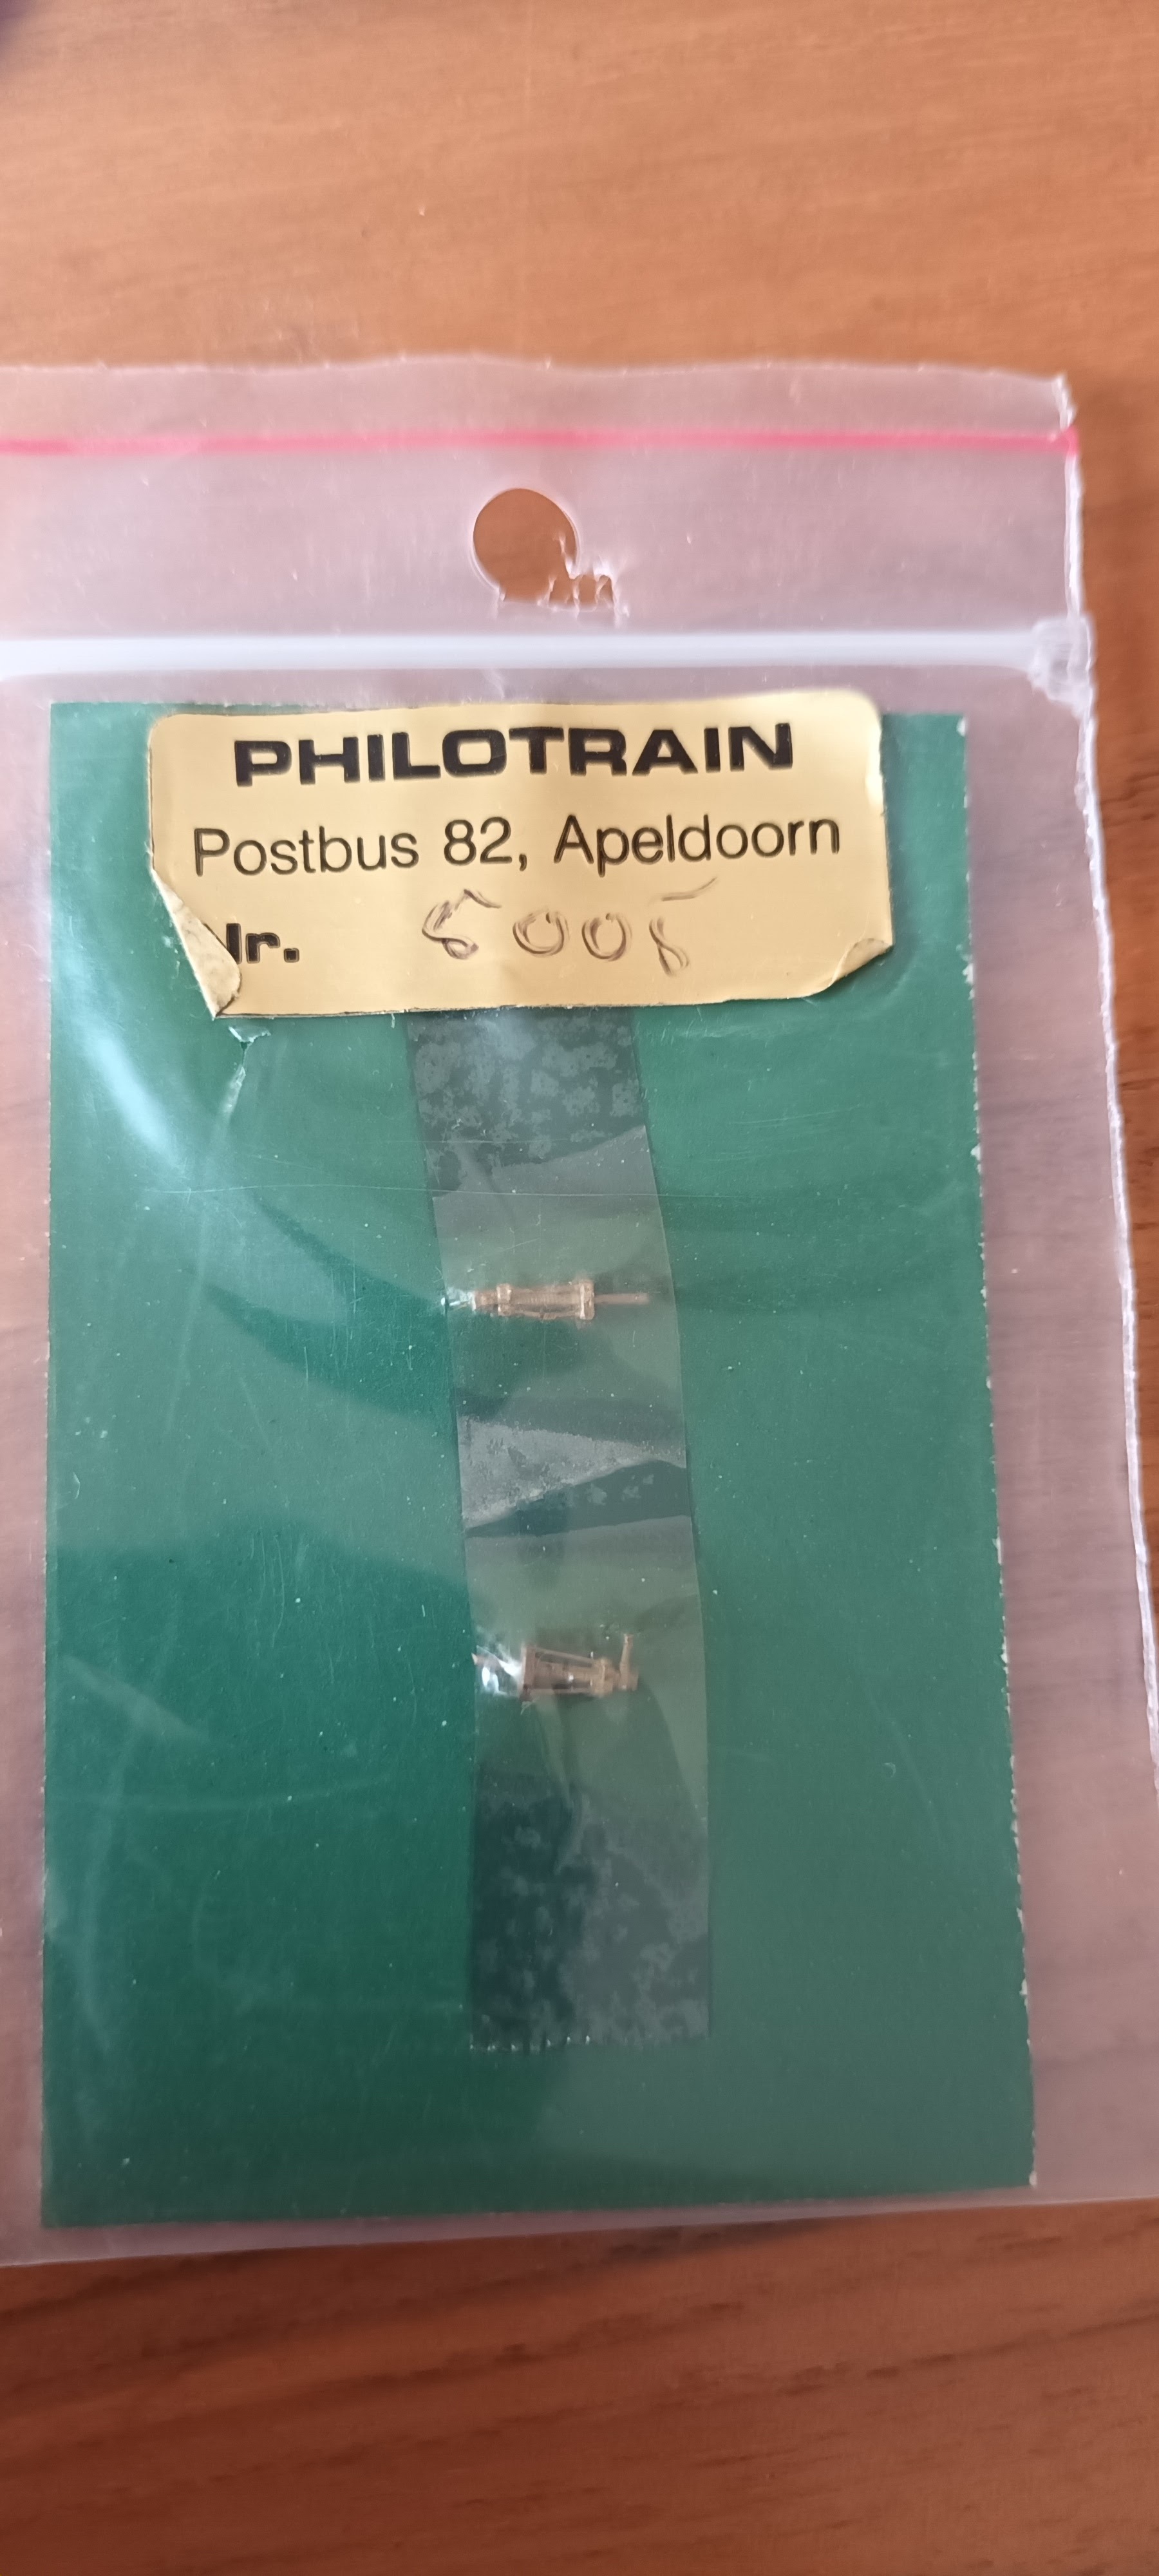 PHILOTRAIN
Postbus 82, Apeldoorn
Nr. 5005